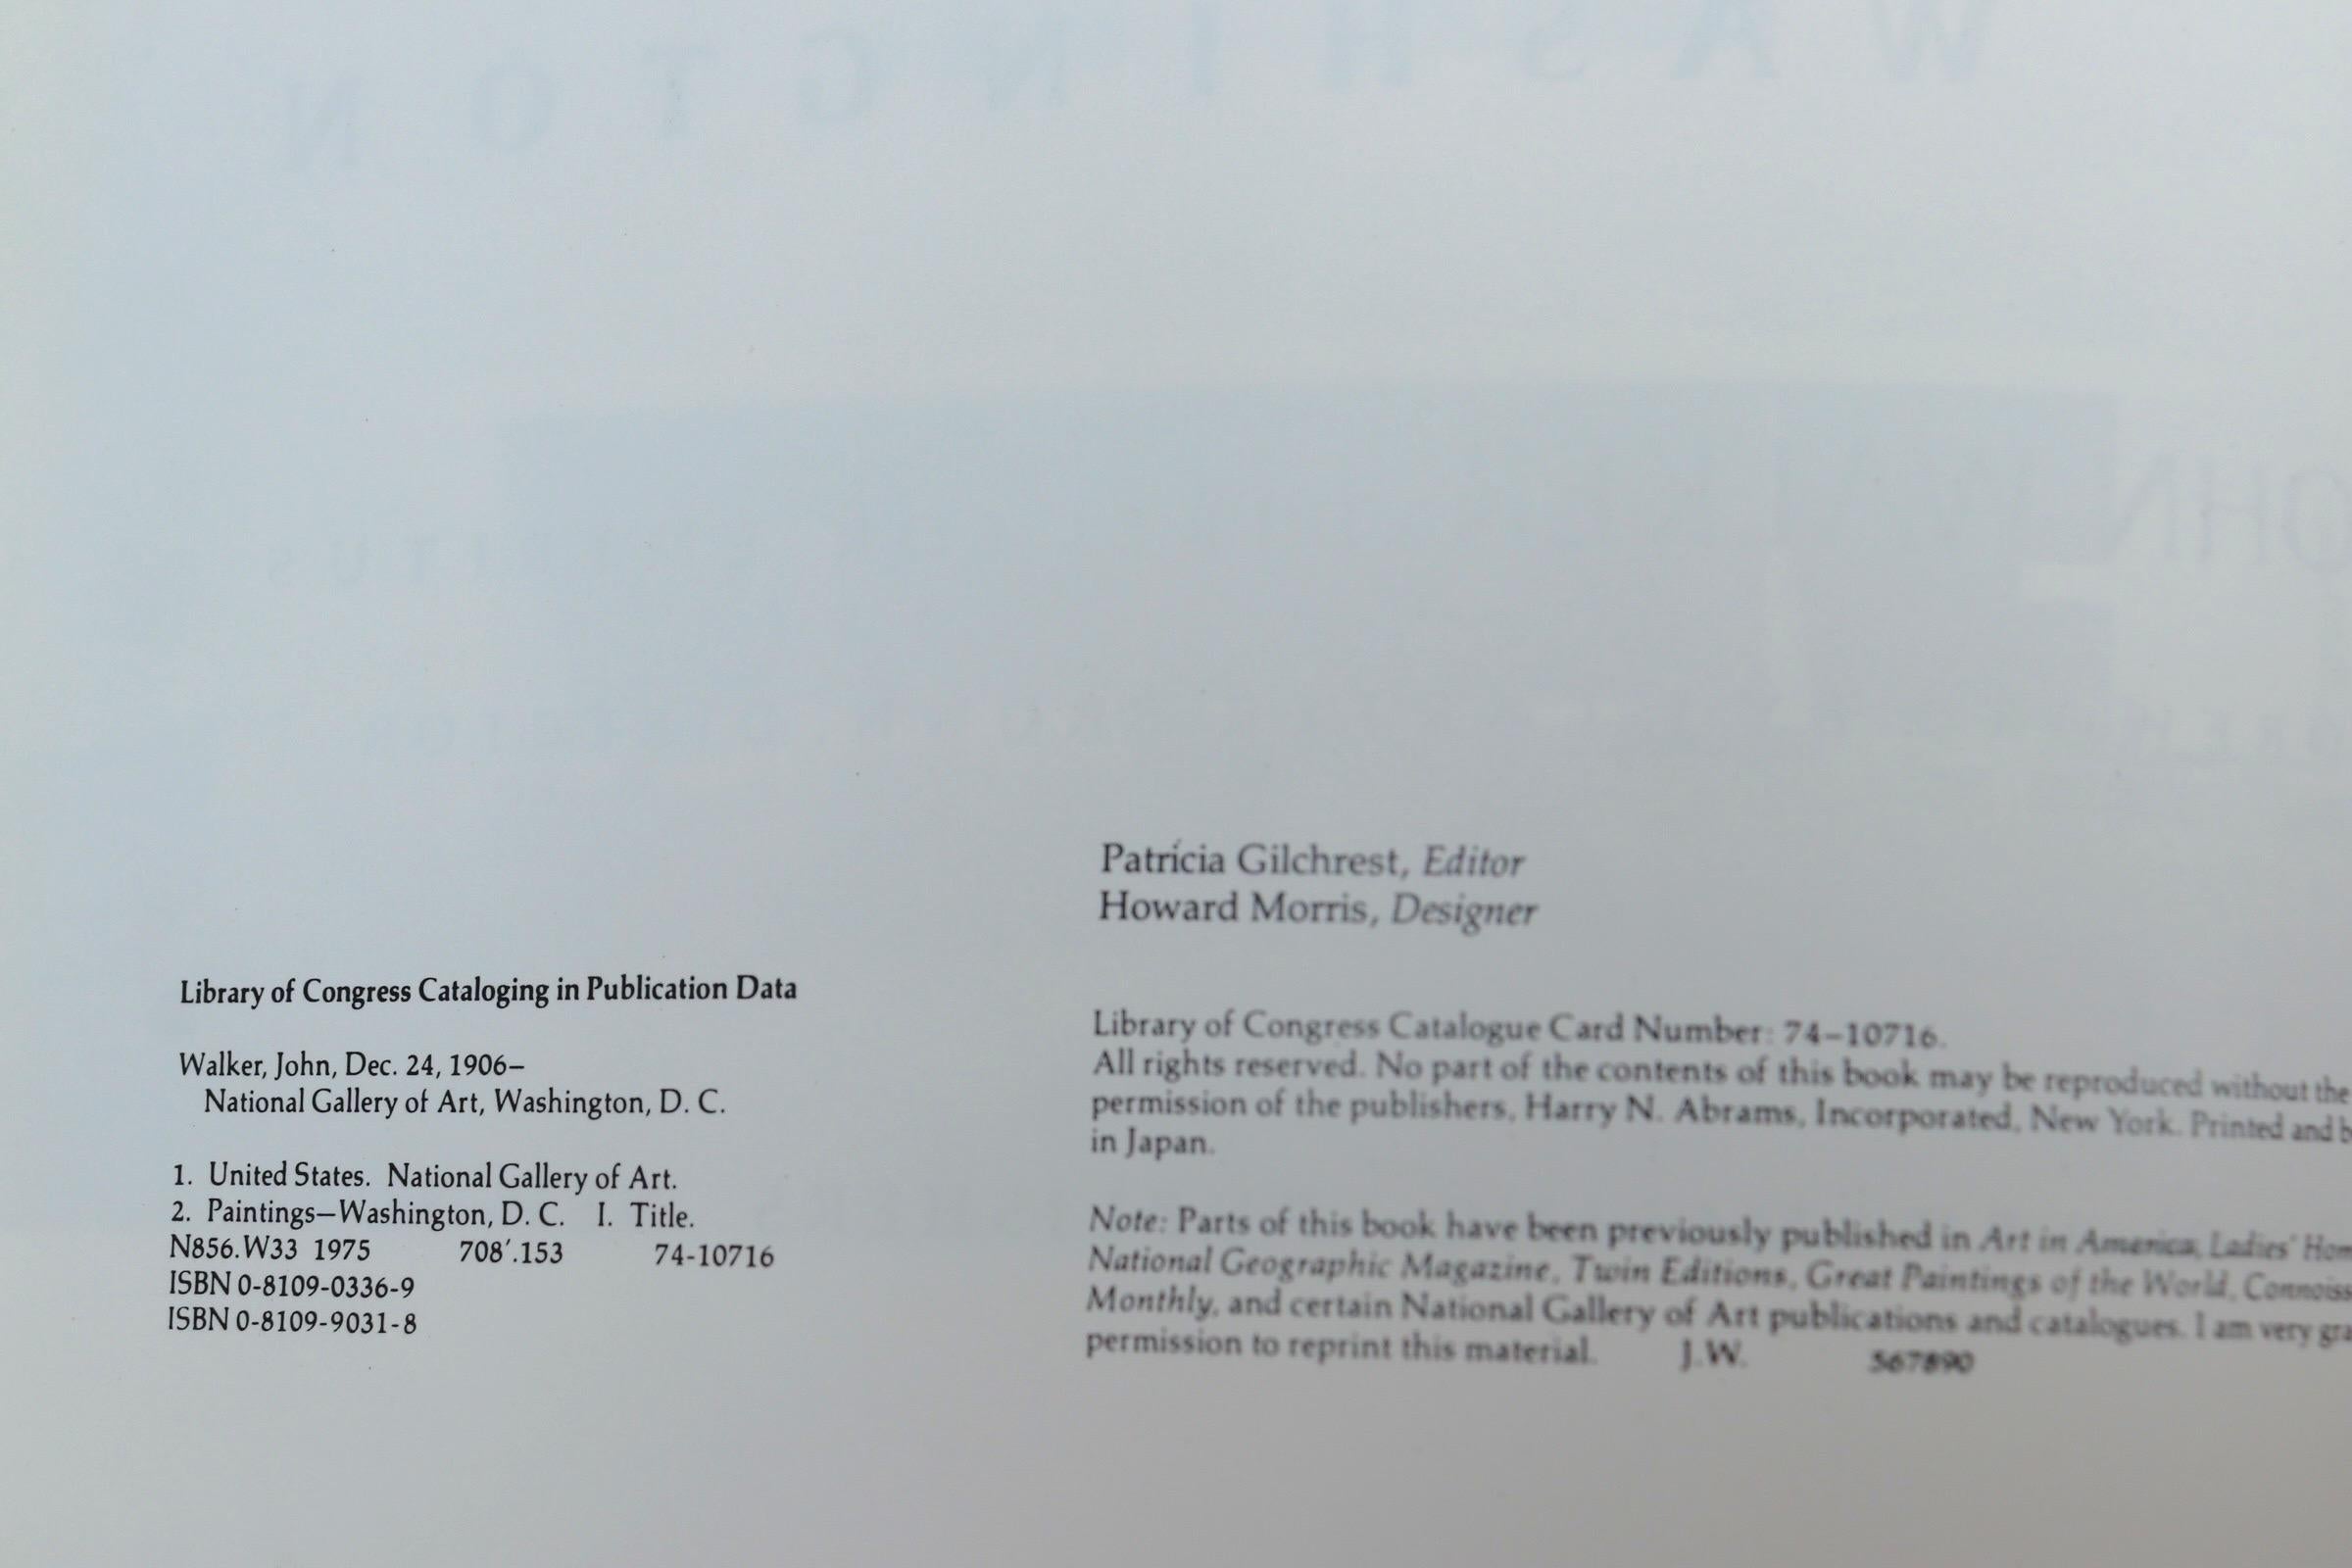 WASHINGTON
Patricia Gilchrest, Editor
Howard Morris, Designer
Library of Congress Cataloging in Publication Data
Walker, John, Dec. 24, 1906–
National Gallery of Art, Washington, D. C.
1. United States. National Gallery of Art.
2. Paintings—Washington, D. C. I. Title.
N856.W33 1975 708'.153 74-10716
ISBN 0-8109-0336-9
ISBN 0-8109-9031-8
Library of Congress Catalogue Card Number: 74–10716.
All rights reserved. No part of the contents of this book may be reproduced without the
permission of the publishers, Harry N. Abrams, Incorporated, New York. Printed and b
in Japan.
Note: Parts of this book have been previously published in Art in America, Ladies' Hom
National Geographic Magazine, Twin Editions, Great Paintings of the World, Connoiss
Monthly, and certain National Gallery of Art publications and catalogues. I am very gra
permission to reprint this material. J.W. 567890